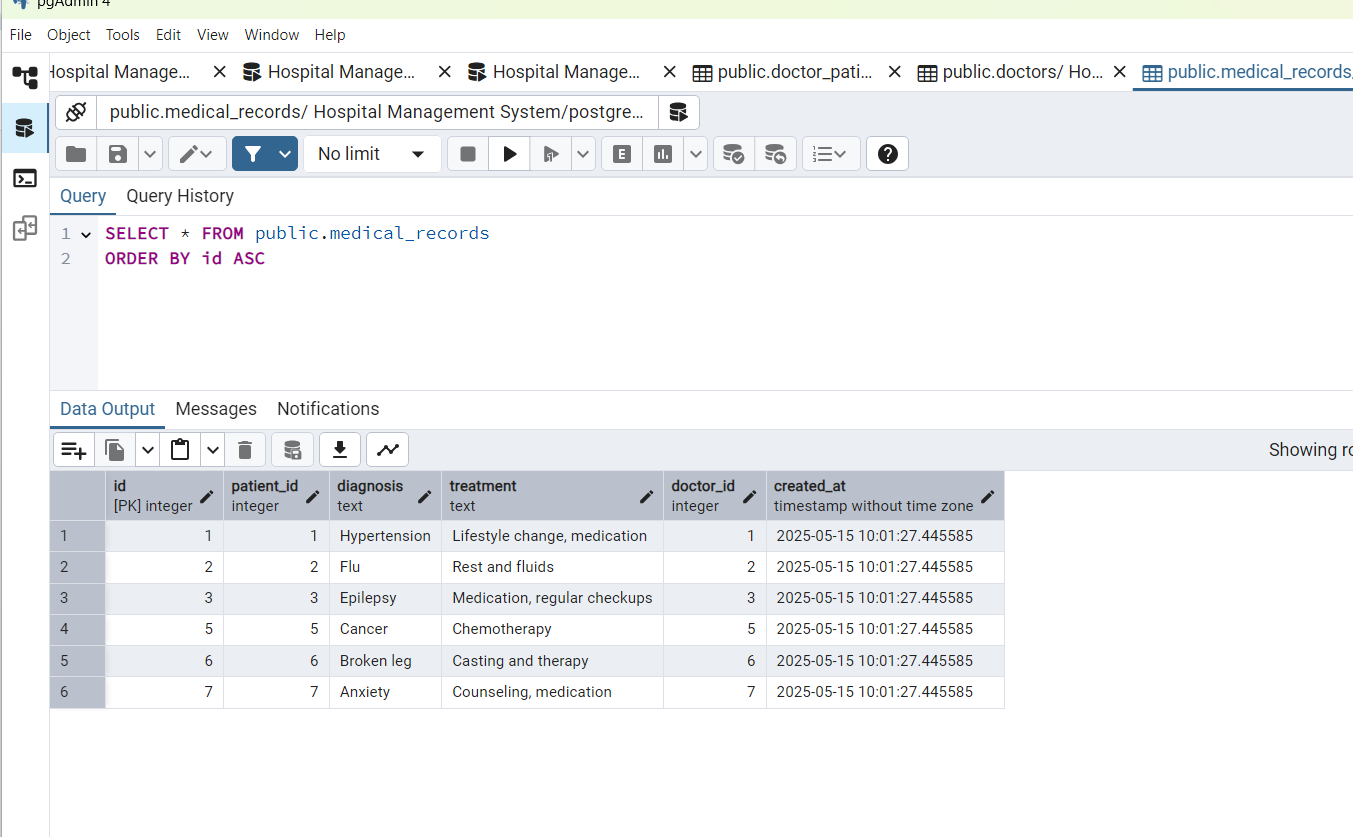 pgAdmin 4
File Object Tools Edit View Window Help
Hospital Manage... Hospital Manage... Hospital Manage... public.doctor_pati... public.doctors/ Ho... public.medical_records
public.medical_records/ Hospital Management System/postgre...
No limit E
Query Query History
1 SELECT * FROM public.medical_records
2 ORDER BY id ASC
Data Output Messages Notifications
Showing
id patient_id diagnosis treatment doctor_id created_at
[PK] integer integer text text integer timestamp without time zone
1 1 1 Hypertension Lifestyle change, medication 1 2025-05-15 10:01:27.445585
2 2 2 Flu Rest and fluids 2 2025-05-15 10:01:27.445585
3 3 3 Epilepsy Medication, regular checkups 3 2025-05-15 10:01:27.445585
4 5 5 Cancer Chemotherapy 5 2025-05-15 10:01:27.445585
5 6 6 Broken leg Casting and therapy 6 2025-05-15 10:01:27.445585
6 7 7 Anxiety Counseling, medication 7 2025-05-15 10:01:27.445585